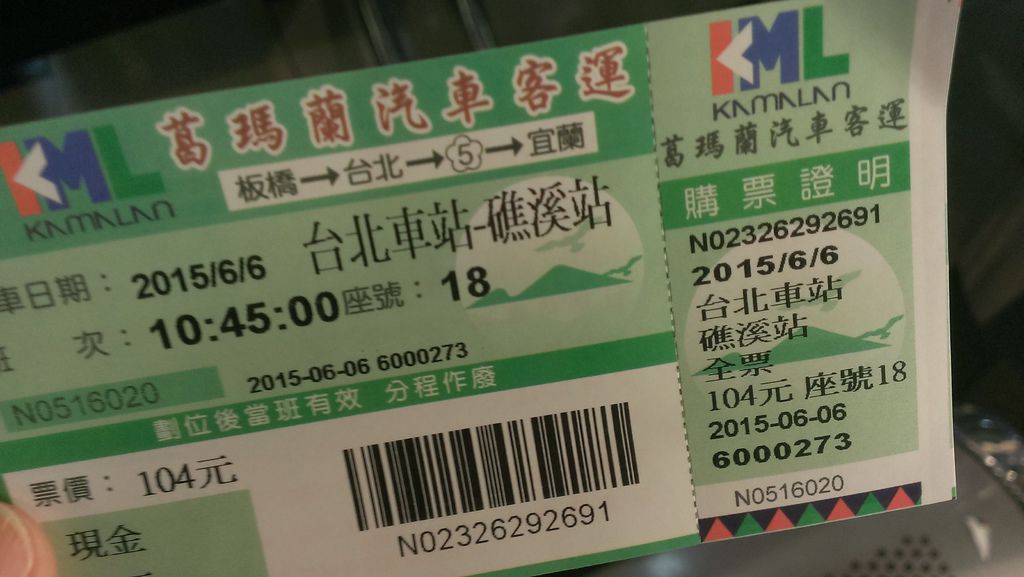 KML
KAMALAN
葛瑪蘭汽車客運
板橋→台北→5→宜蘭
台北車站-礁溪站
車日期：2015/6/6
次：10:45:00 座號：18
N0516020
2015-06-06 6000273
劃位後當班有效 分程作廢
票價：104元
現金
N02326292691
KML
KAMALAN
葛瑪蘭汽車客運
購票證明
N02326292691
2015/6/6
台北車站
礁溪站
全票
104元 座號18
2015-06-06
6000273
N0516020